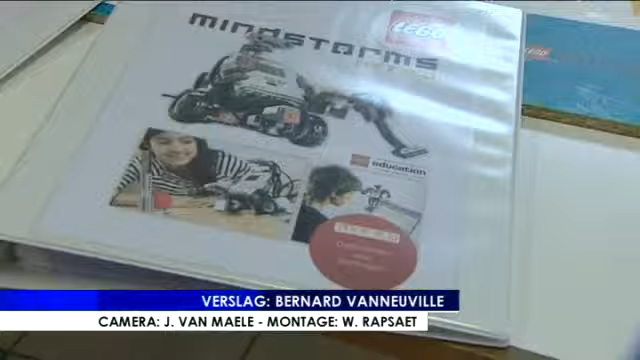 MINDSTORMS
LEGO
education
VERSLAG: BERNARD VANNEUVILLE
CAMERA: J. VAN MAELE - MONTAGE: W. RAPSAET